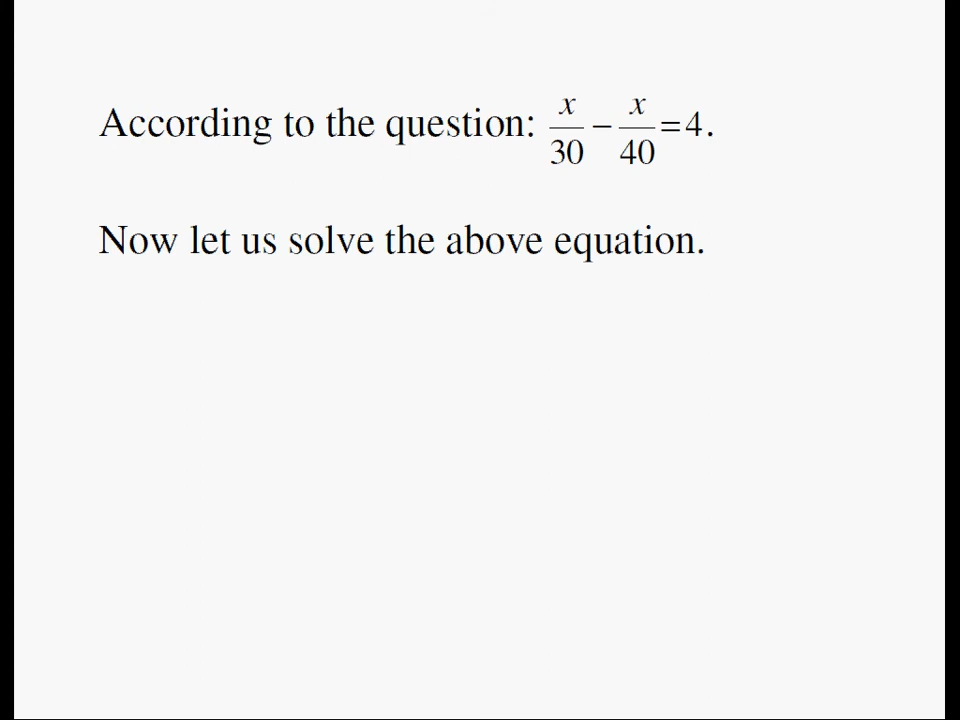 According to the question: x/30 − x/40 = 4.
Now let us solve the above equation.